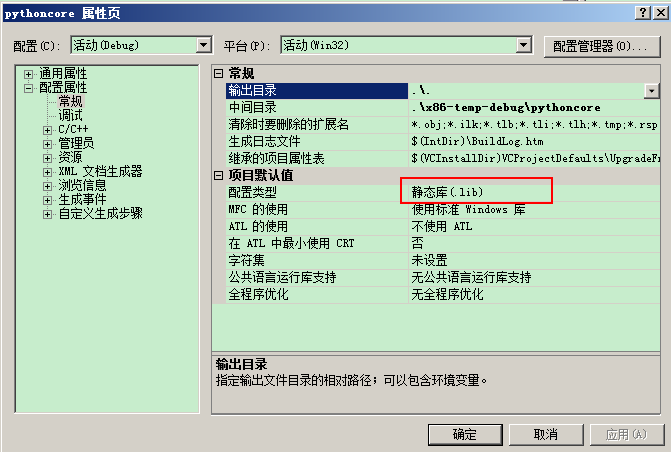 pythoncore 属性页
配置(C): 活动(Debug) 平台(P): 活动(Win32) 配置管理器(O)...
通用属性
配置属性
常规
调试
C/C++
管理员
资源
XML 文档生成器
浏览信息
生成事件
自定义生成步骤
常规
输出目录 .\.
中间目录 .\x86-temp-debug\pythoncore
清除时要删除的扩展名 *.obj;*.ilk;*.tlb;*.tli;*.tlh;*.tmp;*.rsp
生成日志文件 $(IntDir)\BuildLog.htm
继承的项目属性表 $(VCInstallDir)VCProjectDefaults\UpgradeFr
项目默认值
配置类型 静态库(.lib)
MFC 的使用 使用标准 Windows 库
ATL 的使用 不使用 ATL
在 ATL 中最小使用 CRT 否
字符集 未设置
公共语言运行库支持 无公共语言运行库支持
全程序优化 无全程序优化
输出目录
指定输出文件目录的相对路径;可以包含环境变量。
确定 取消 应用(A)